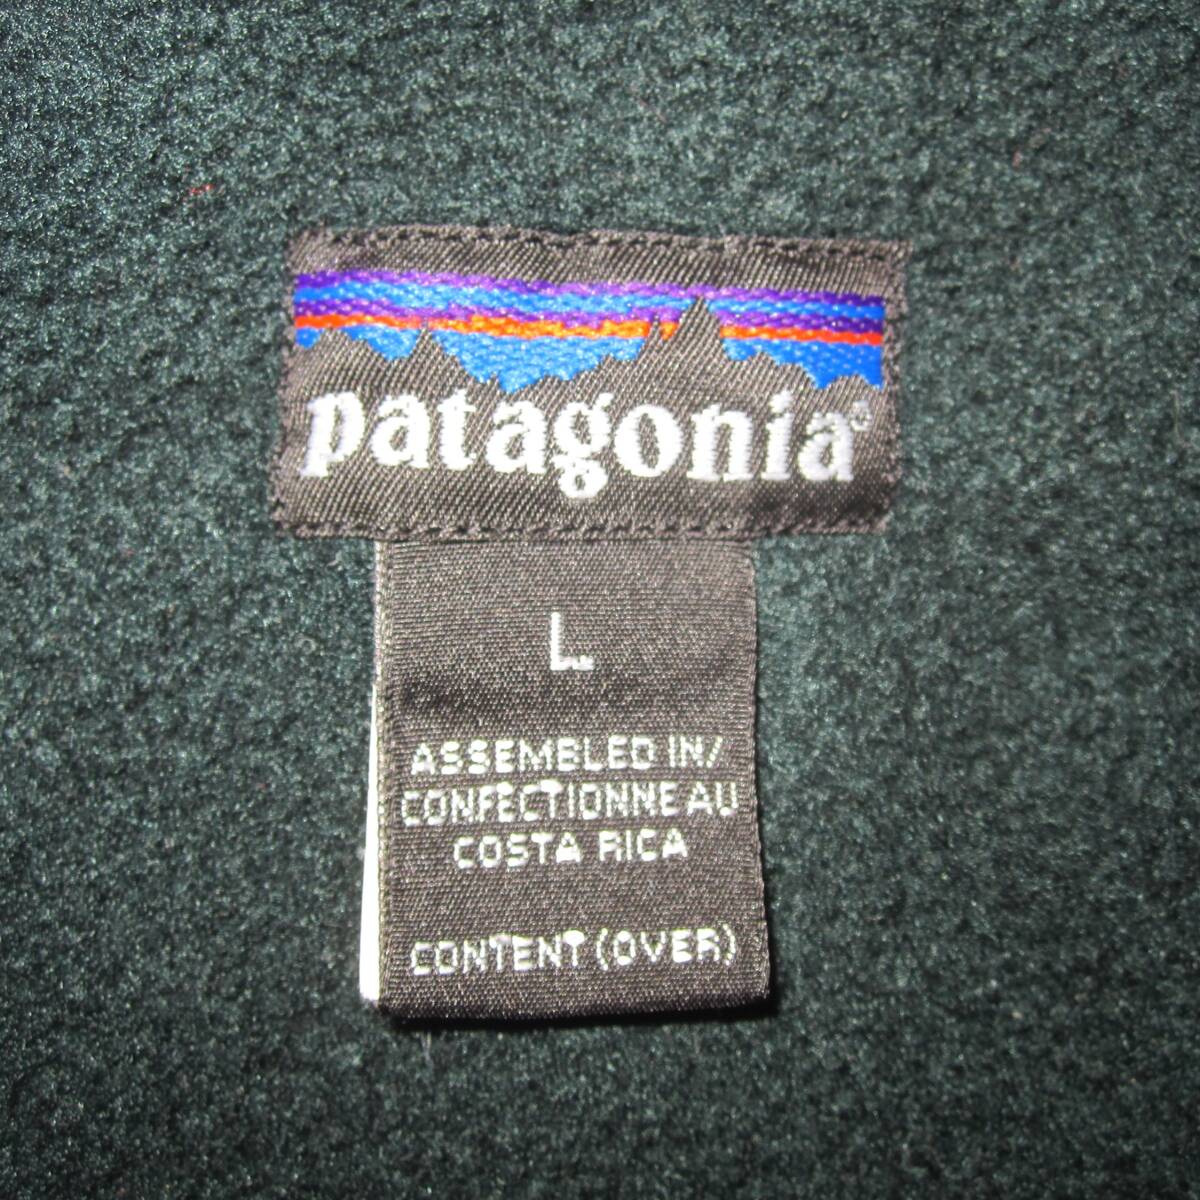 patagonia®
L
ASSEMBLED IN/
CONFECTIONNE AU
COSTA RICA
CONTENT (OVER)